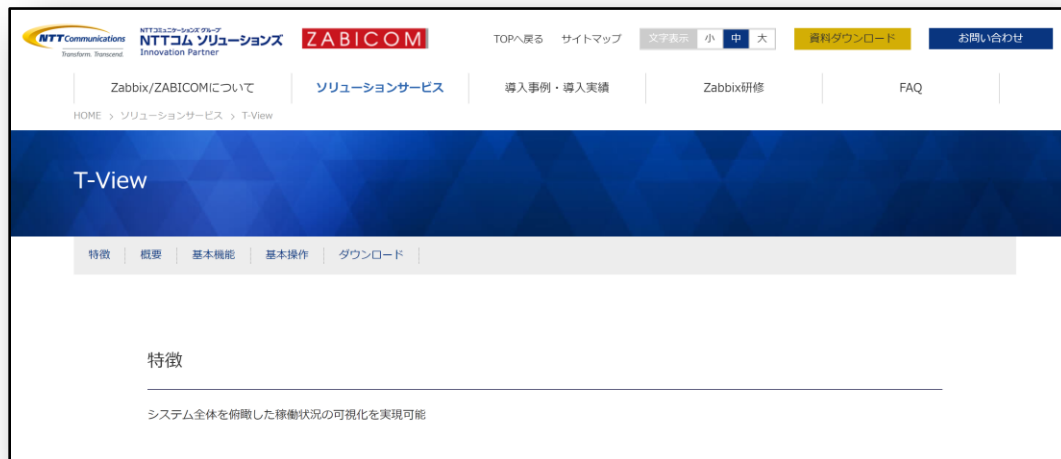 NTT Communications
Transform. Transcend.
NTTコミュニケーションズ グループ
NTTコム ソリューションズ
Innovation Partner
ZABICOM
TOPへ戻る サイトマップ 文字表示 小 中 大 資料ダウンロード お問い合わせ
Zabbix/ZABICOMについて ソリューションサービス 導入事例・導入実績 Zabbix研修 FAQ
HOME > ソリューションサービス > T-View
T-View
特徴 概要 基本機能 基本操作 ダウンロード
特徴
システム全体を俯瞰した稼働状況の可視化を実現可能